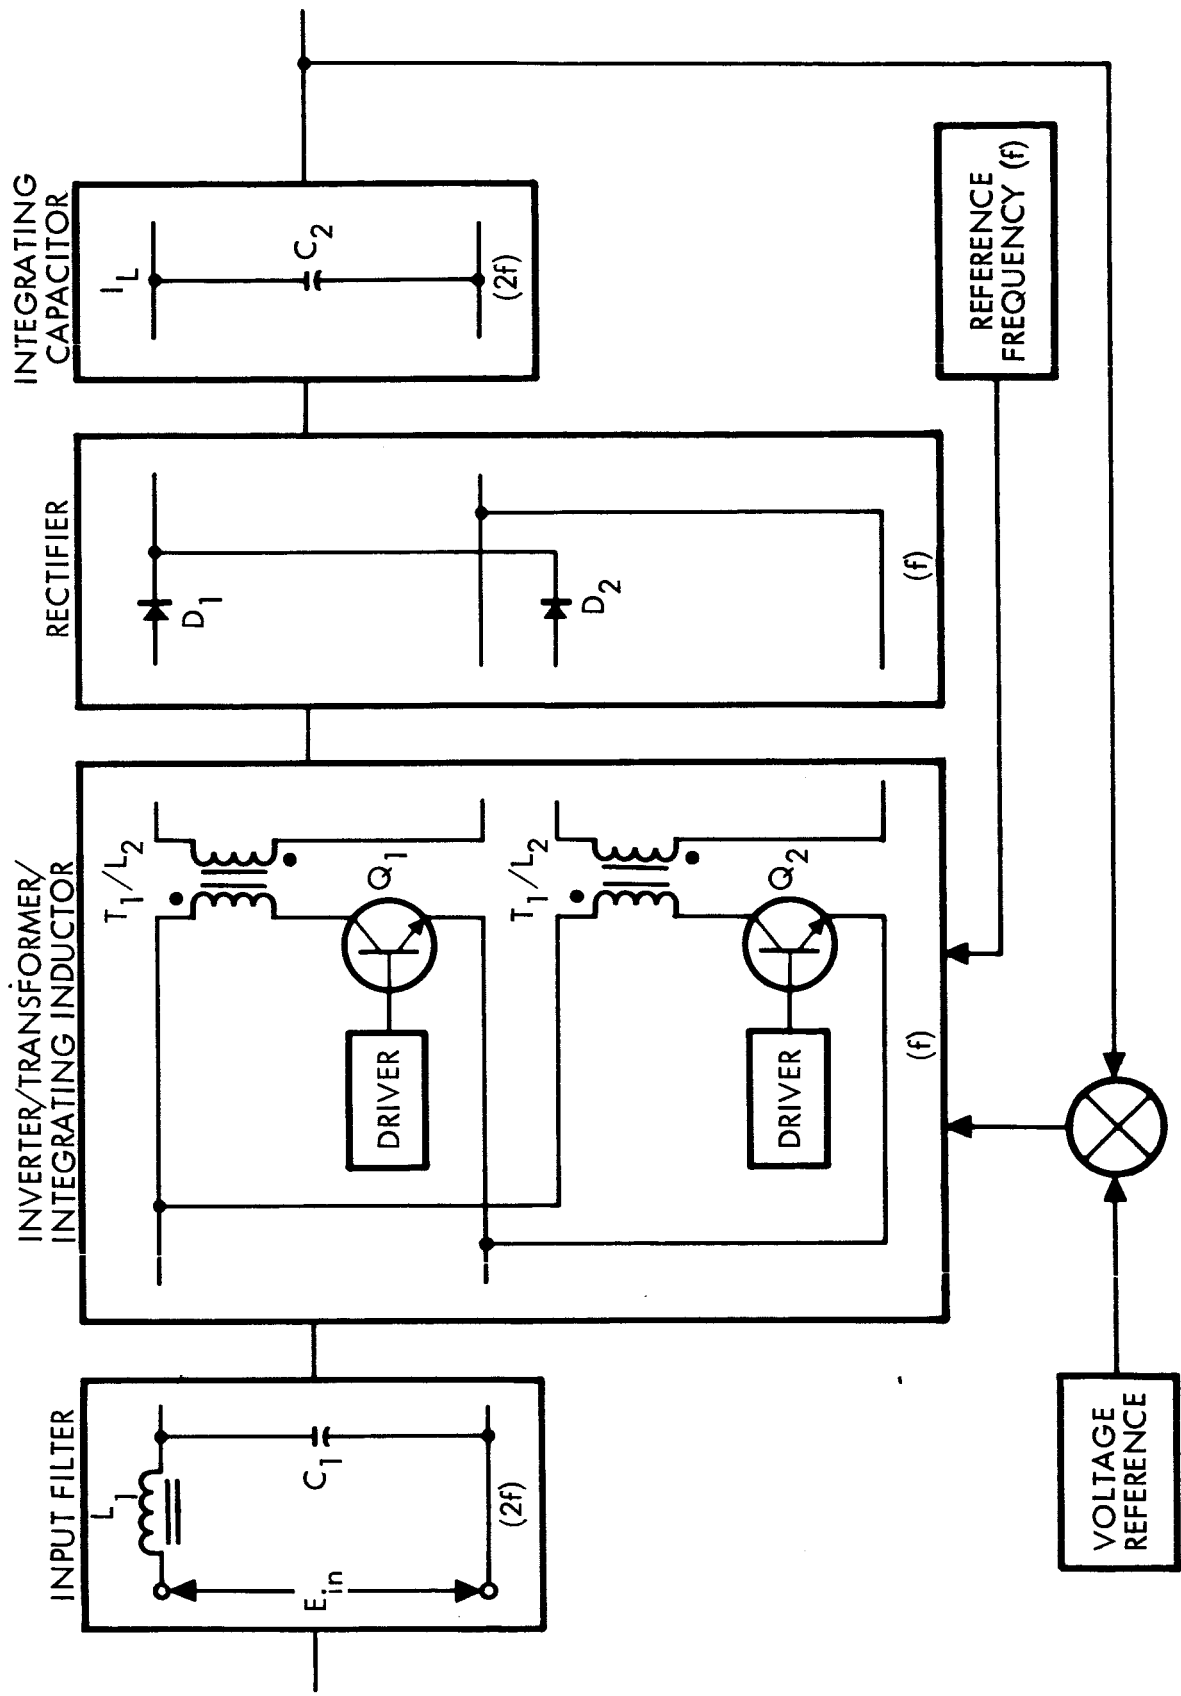 INPUT FILTER
L1
Ein
C1
(2f)
INVERTER/TRANSFORMER/
INTEGRATING INDUCTOR
T1/L2
Q1
DRIVER
T1/L2
Q2
DRIVER
(f)
RECTIFIER
D1
D2
(f)
INTEGRATING
CAPACITOR
IL
C2
(2f)
REFERENCE
FREQUENCY (f)
VOLTAGE
REFERENCE